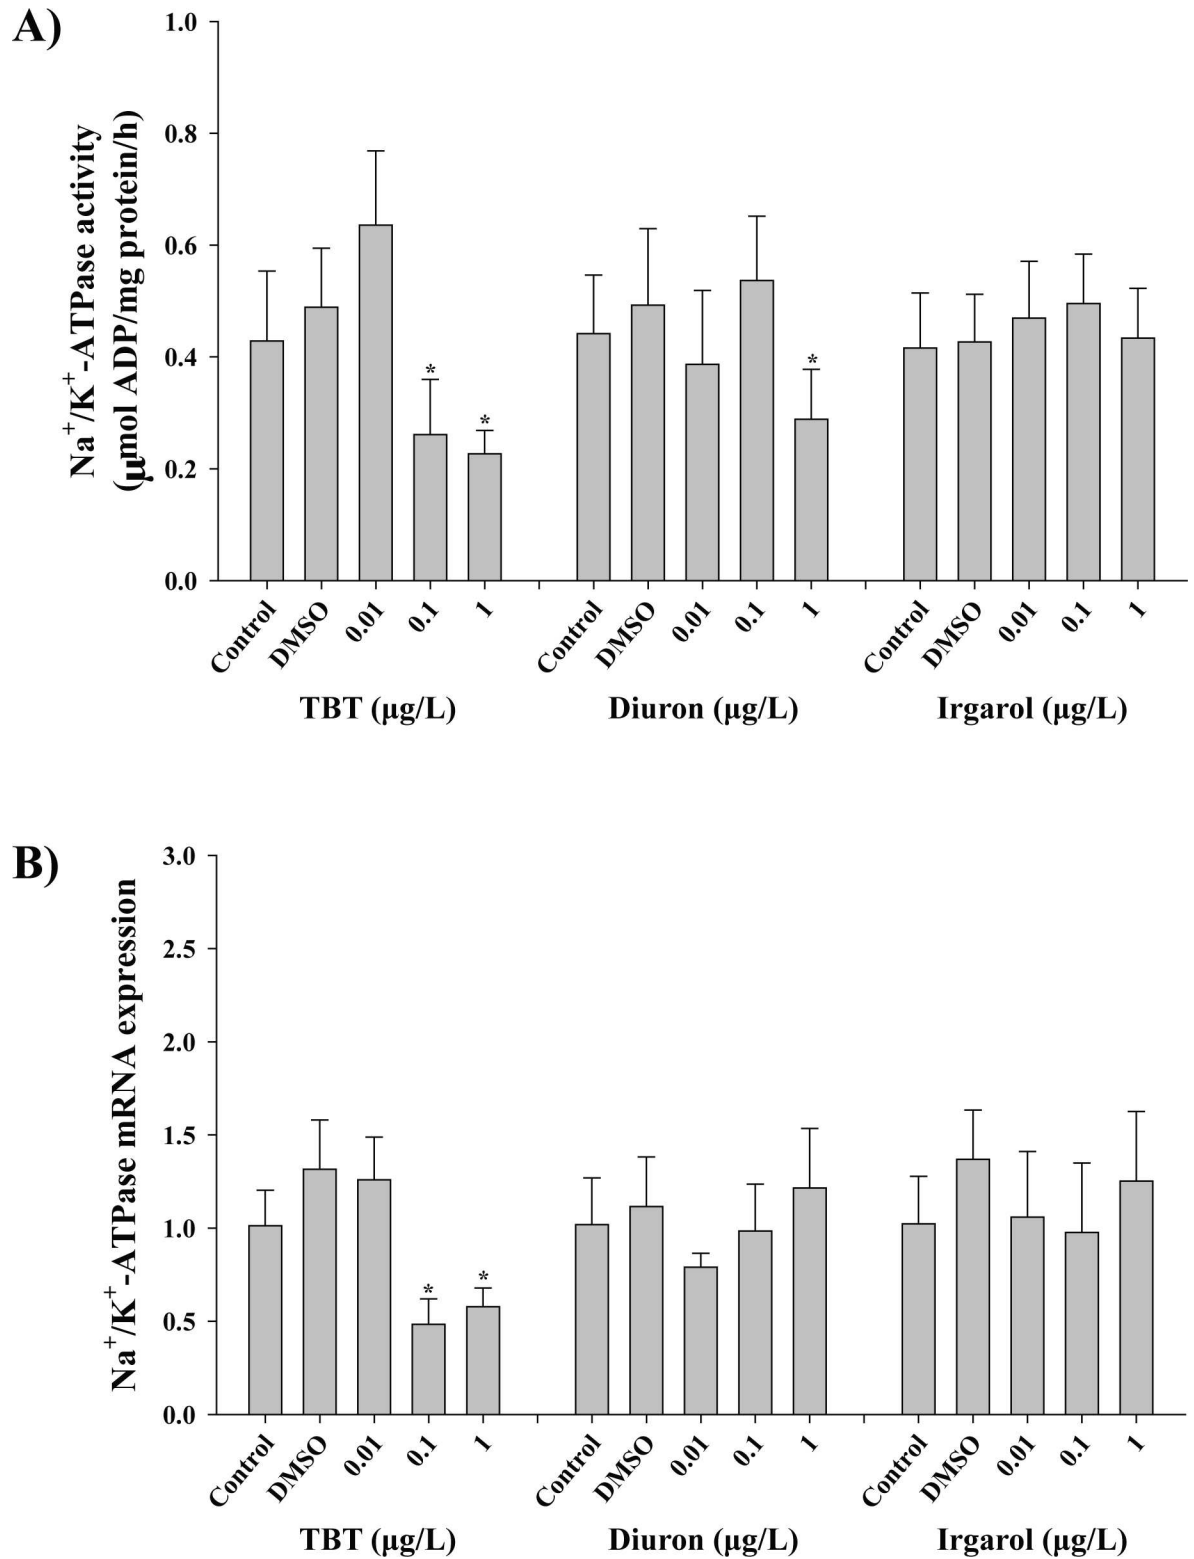 A)
Na⁺/K⁺-ATPase activity
(μmol ADP/mg protein/h)
1.0
0.8
0.6
0.4
0.2
0.0
* * *
Control DMSO 0.01 0.1 1 Control DMSO 0.01 0.1 1 Control DMSO 0.01 0.1 1
TBT (μg/L) Diuron (μg/L) Irgarol (μg/L)
B)
Na⁺/K⁺-ATPase mRNA expression
3.0
2.5
2.0
1.5
1.0
0.5
0.0
* *
Control DMSO 0.01 0.1 1 Control DMSO 0.01 0.1 1 Control DMSO 0.01 0.1 1
TBT (μg/L) Diuron (μg/L) Irgarol (μg/L)